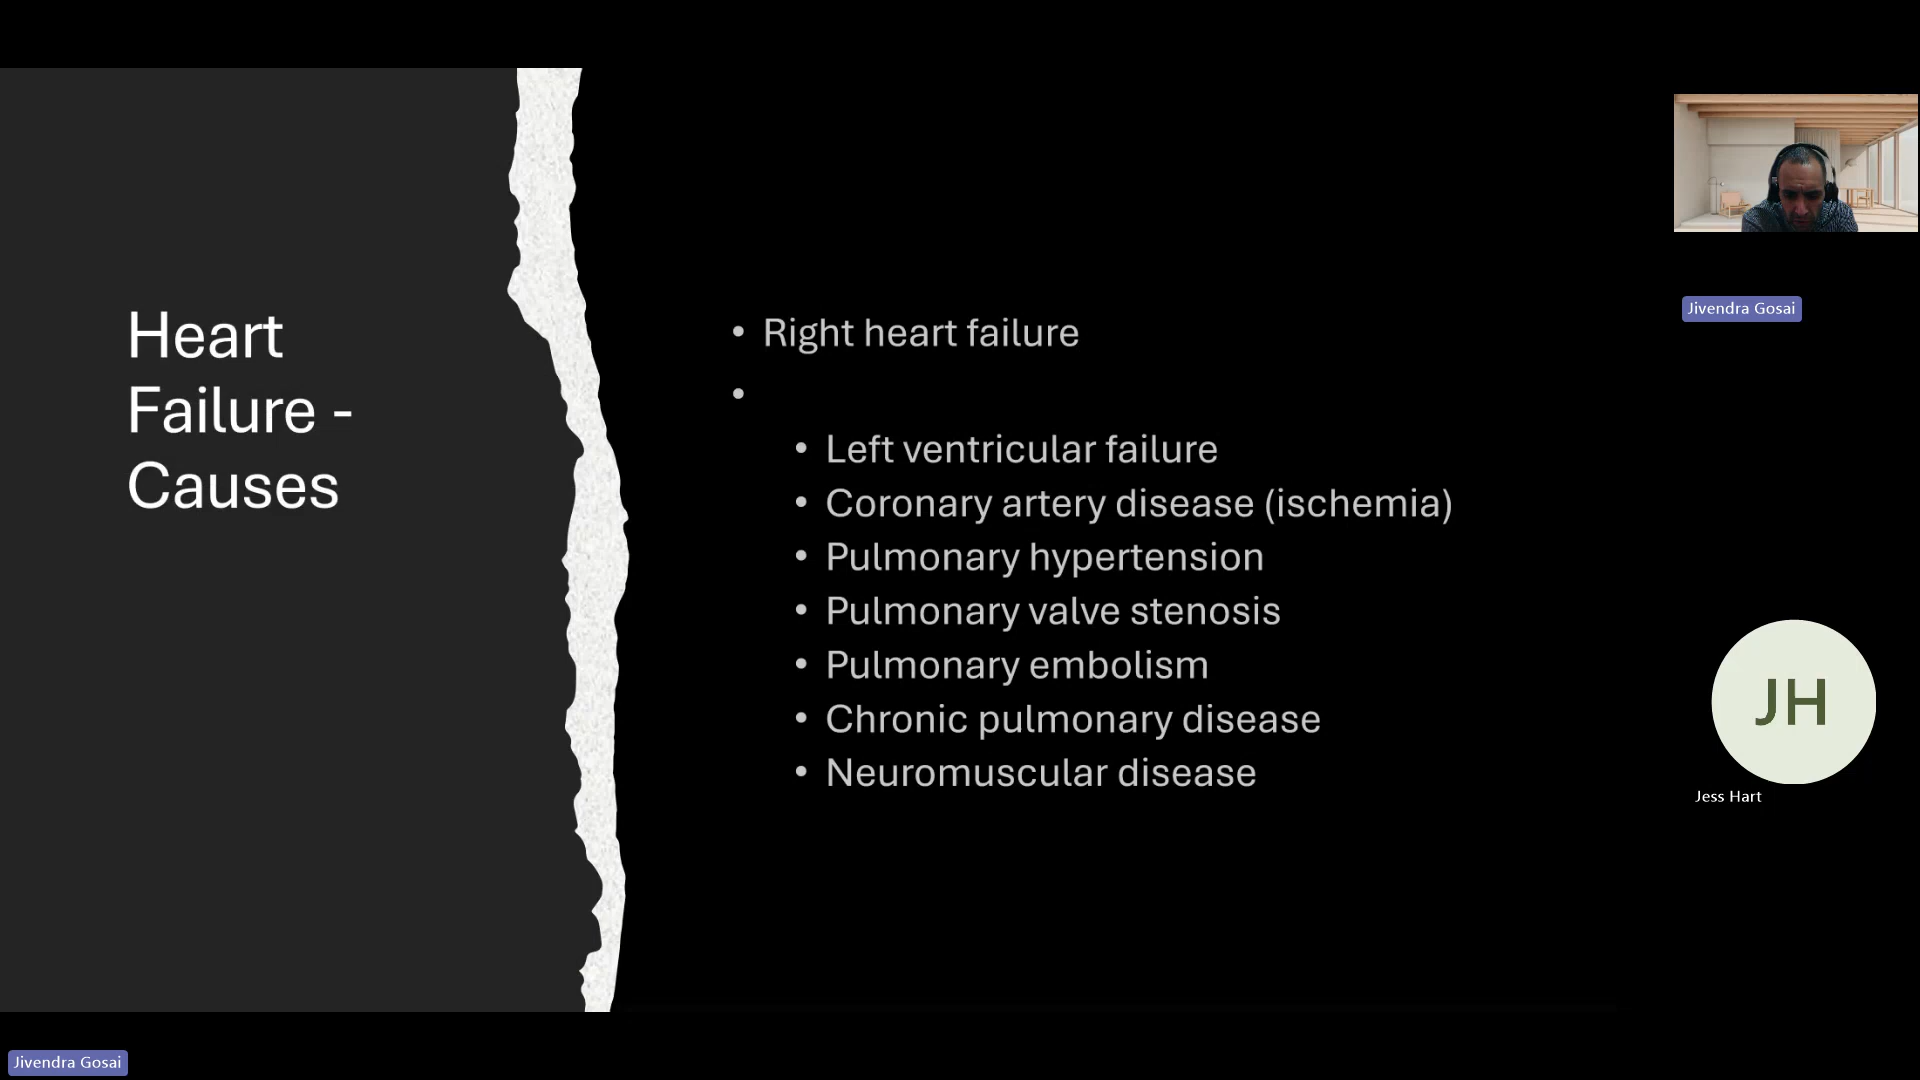 Heart
Failure -
Causes
• Right heart failure
•
• Left ventricular failure
• Coronary artery disease (ischemia)
• Pulmonary hypertension
• Pulmonary valve stenosis
• Pulmonary embolism
• Chronic pulmonary disease
• Neuromuscular disease
Jivendra Gosai
JH
Jess Hart
Jivendra Gosai